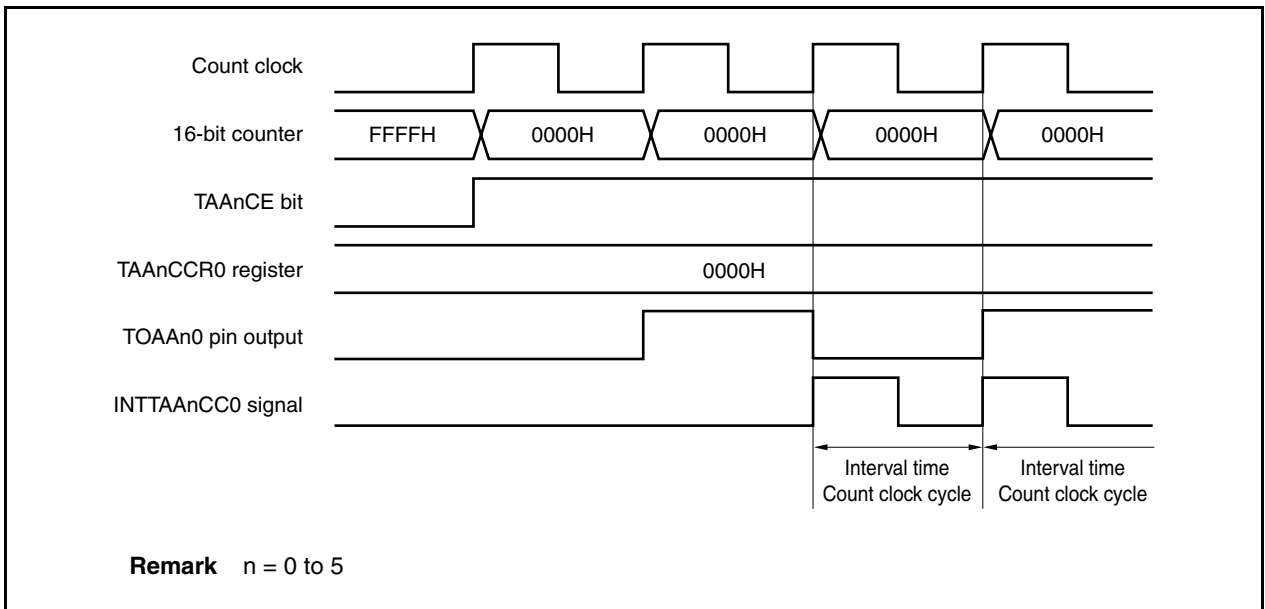 Count clock
16-bit counter FFFFH 0000H 0000H 0000H 0000H
TAAnCE bit
TAAnCCR0 register 0000H
TOAAn0 pin output
INTTAAnCC0 signal
Interval time Interval time
Count clock cycle Count clock cycle
Remark n = 0 to 5